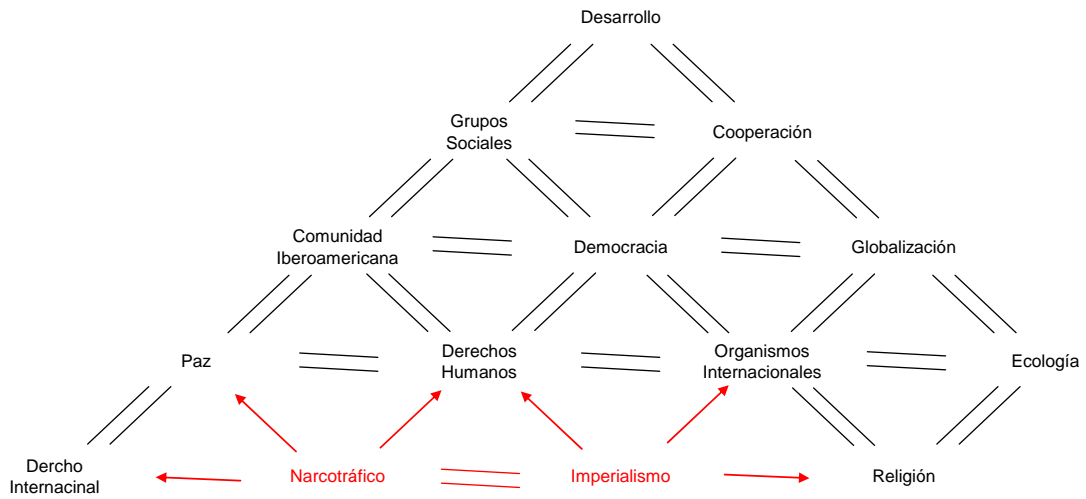 Desarrollo
Grupos
Sociales
Cooperación
Comunidad
Iberoamericana
Democracia
Globalización
Paz
Derechos
Humanos
Organismos
Internacionales
Ecología
Dercho
Internacinal
Narcotráfico
Imperialismo
Religión